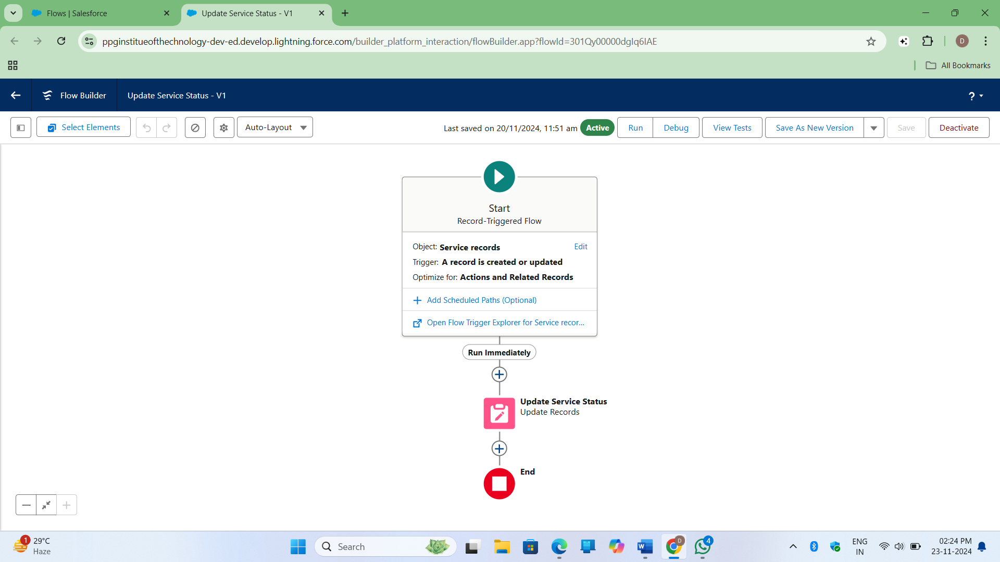 Flows | Salesforce
Update Service Status - V1
ppginstitueofthechnology-dev-ed.develop.lightning.force.com/builder_platform_interaction/flowBuilder.app?flowId=301Qy00000dgIq6IAE
D
All Bookmarks
Flow Builder
Update Service Status - V1
?
Select Elements
Auto-Layout
Last saved on 20/11/2024, 11:51 am
Active
Run
Debug
View Tests
Save As New Version
Save
Deactivate
Start
Record-Triggered Flow
Object: Service records
Edit
Trigger: A record is created or updated
Optimize for: Actions and Related Records
Add Scheduled Paths (Optional)
Open Flow Trigger Explorer for Service recor...
Run Immediately
Update Service Status
Update Records
End
1
29°C
Haze
Search
W
D
4
ENG
IN
02:24 PM
23-11-2024